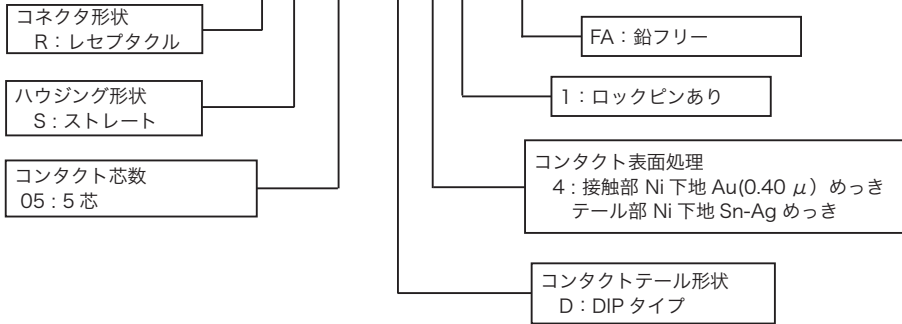 コネクタ形状
R：レセプタクル
ハウジング形状
S：ストレート
コンタクト芯数
05：5 芯
FA：鉛フリー
1：ロックピンあり
コンタクト表面処理
4：接触部 Ni 下地 Au(0.40 μ）めっき
テール部 Ni 下地 Sn-Ag めっき
コンタクトテール形状
D：DIP タイプ